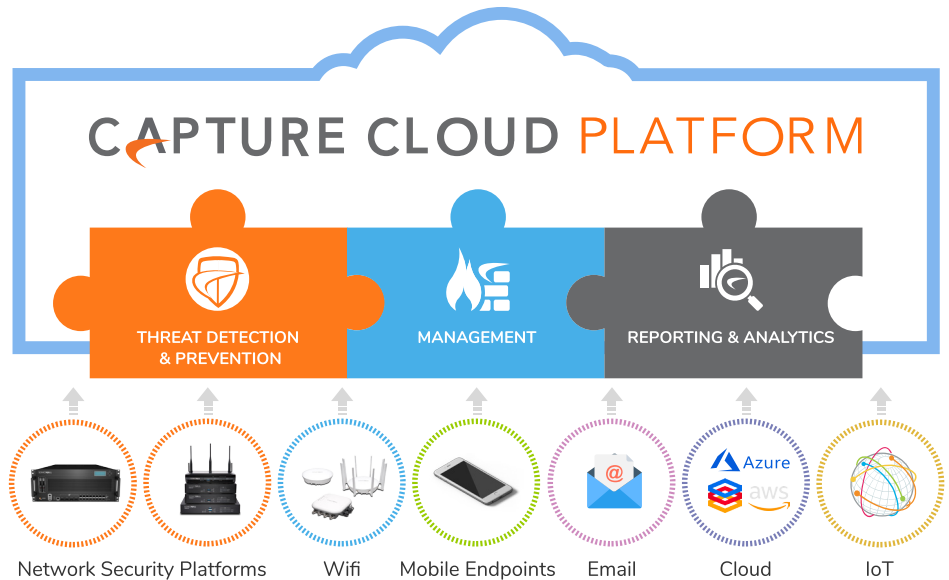 CAPTURE CLOUD PLATFORM
THREAT DETECTION
& PREVENTION
MANAGEMENT
REPORTING & ANALYTICS
@
Azure
aws
Network Security Platforms
Wifi
Mobile Endpoints
Email
Cloud
IoT